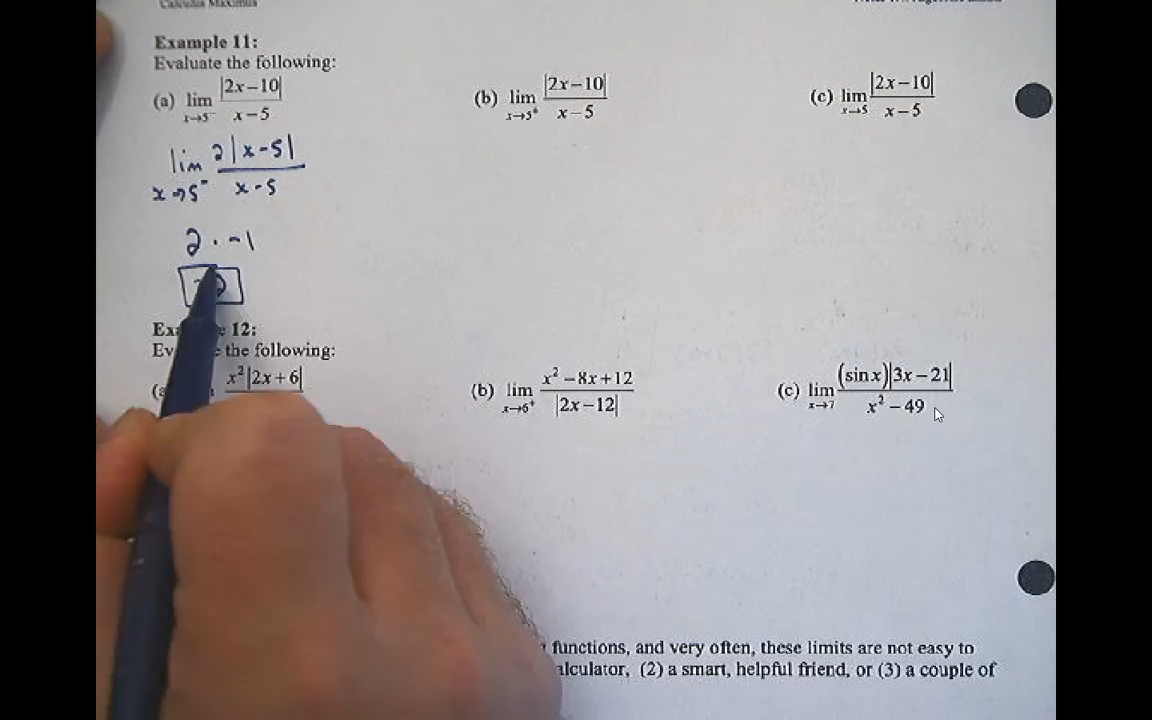 Calculus Maximus
Example 11:
Evaluate the following:
(a) lim x→5⁻ |2x−10| / x−5
(b) lim x→5⁺ |2x−10| / x−5
(c) lim x→5 |2x−10| / x−5
lim x→5⁻ 2|x-5| / x-5
2 · -1
Example 12:
the following:
x²|2x+6|
(b) lim x→6⁺ x²−8x+12 / |2x−12|
(c) lim x→7 (sin x)|3x−21| / x²−49
functions, and very often, these limits are not easy to
(2) a smart, helpful friend, or (3) a couple of